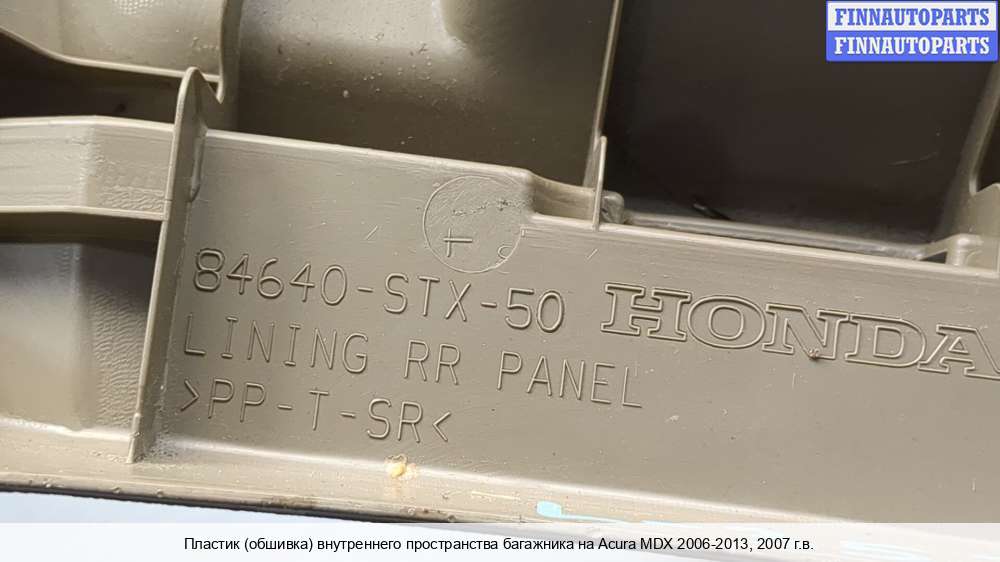 FINNAUTOPARTS
FINNAUTOPARTS
84640-STX-50 HONDA
LINING RR PANEL
>PP-T-SR<
Пластик (обшивка) внутреннего пространства багажника на Acura MDX 2006-2013, 2007 г.в.